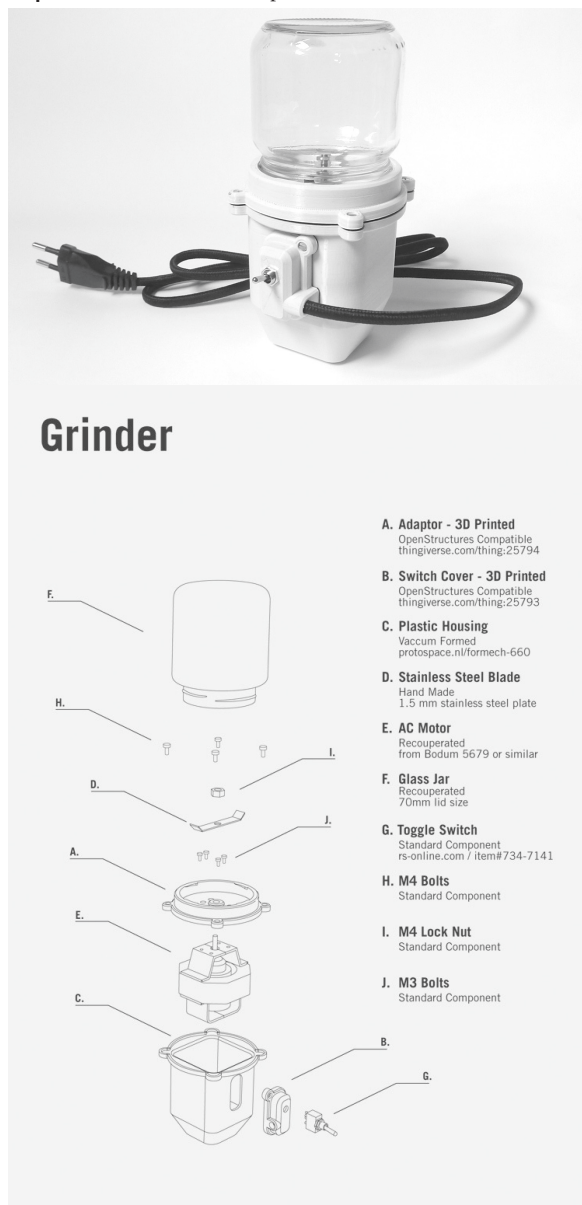 Grinder
A. Adaptor - 3D Printed
OpenStructures Compatible
thingiverse.com/thing:25794
B. Switch Cover - 3D Printed
OpenStructures Compatible
thingiverse.com/thing:25793
C. Plastic Housing
Vaccum Formed
protospace.nl/formech-660
D. Stainless Steel Blade
Hand Made
1.5 mm stainless steel plate
E. AC Motor
Recouperated
from Bodum 5679 or similar
F. Glass Jar
Recouperated
70mm lid size
G. Toggle Switch
Standard Component
rs-online.com / item#734-7141
H. M4 Bolts
Standard Component
I. M4 Lock Nut
Standard Component
J. M3 Bolts
Standard Component
F.
H.
I.
D.
J.
A.
E.
C.
B.
G.